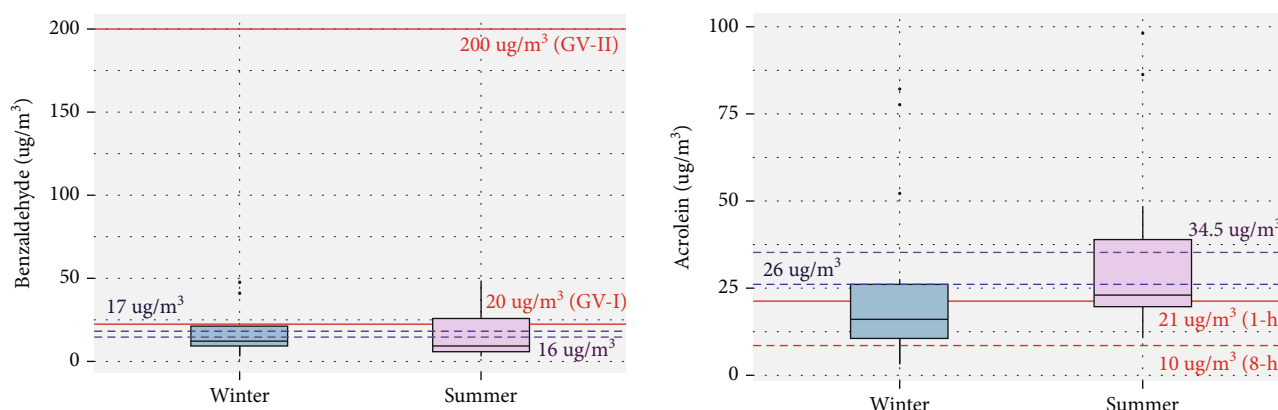 Benzaldehyde (ug/m³)
200
150
100
50
0
200 ug/m³ (GV-II)
17 ug/m³
20 ug/m³ (GV-I)
16 ug/m³
Winter
Summer
Acrolein (ug/m³)
100
75
50
25
0
34.5 ug/m³
26 ug/m³
21 ug/m³ (1-h
10 ug/m³ (8-h
Winter
Summer